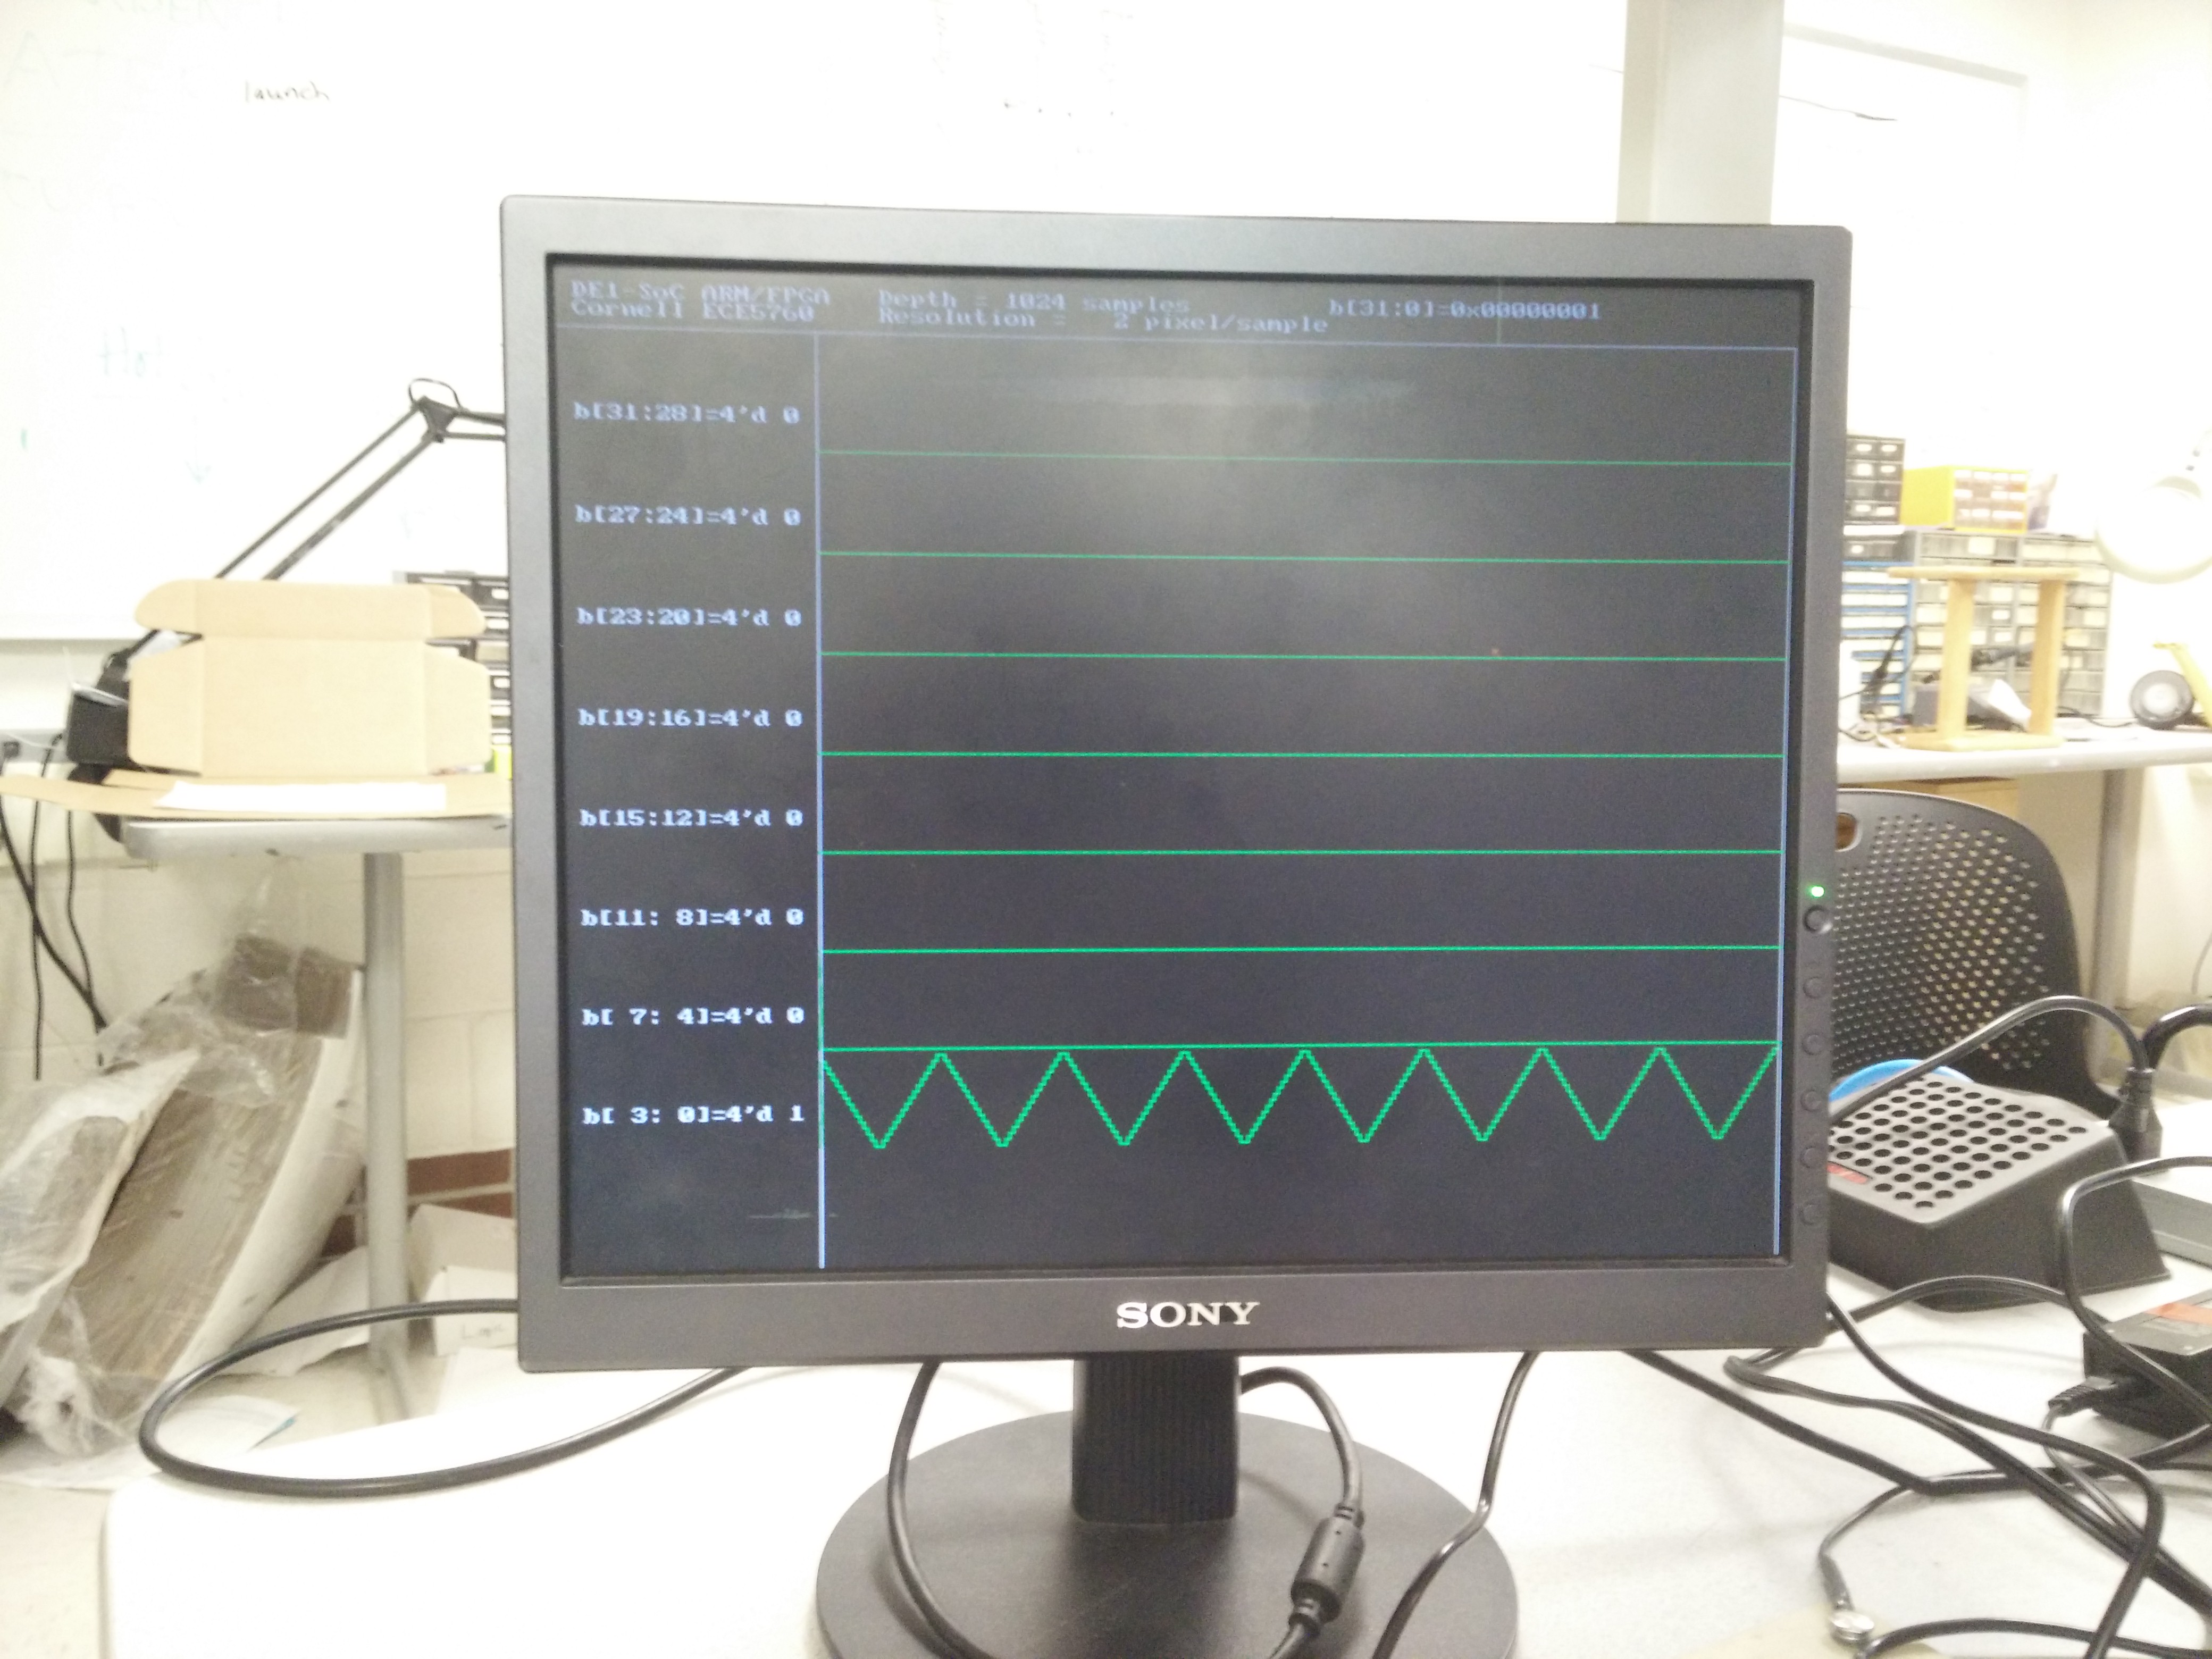 launch
DE1-SoC ARM/FPGA
Cornell ECE5760
Depth = 1024 samples
Resolution = 2 pixel/sample
b[31:0]=0x00000001
b[31:28]=4'd 0
b[27:24]=4'd 0
b[23:20]=4'd 0
b[19:16]=4'd 0
b[15:12]=4'd 0
b[11: 8]=4'd 0
b[ 7: 4]=4'd 0
b[ 3: 0]=4'd 1
SONY